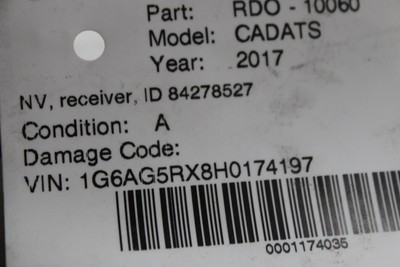 Part: RDO - 10060
Model: CADATS
Year: 2017
NV, receiver, ID 84278527
Condition: A
Damage Code:
VIN: 1G6AG5RX8H0174197
0001174035